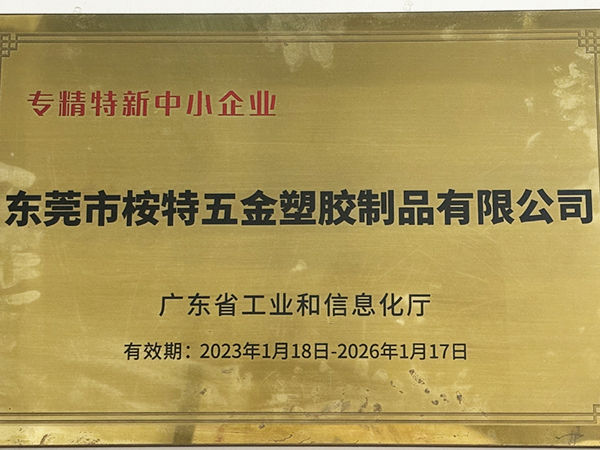 专精特新中小企业
东莞市桉特五金塑胶制品有限公司
广东省工业和信息化厅
有效期：2023年1月18日-2026年1月17日